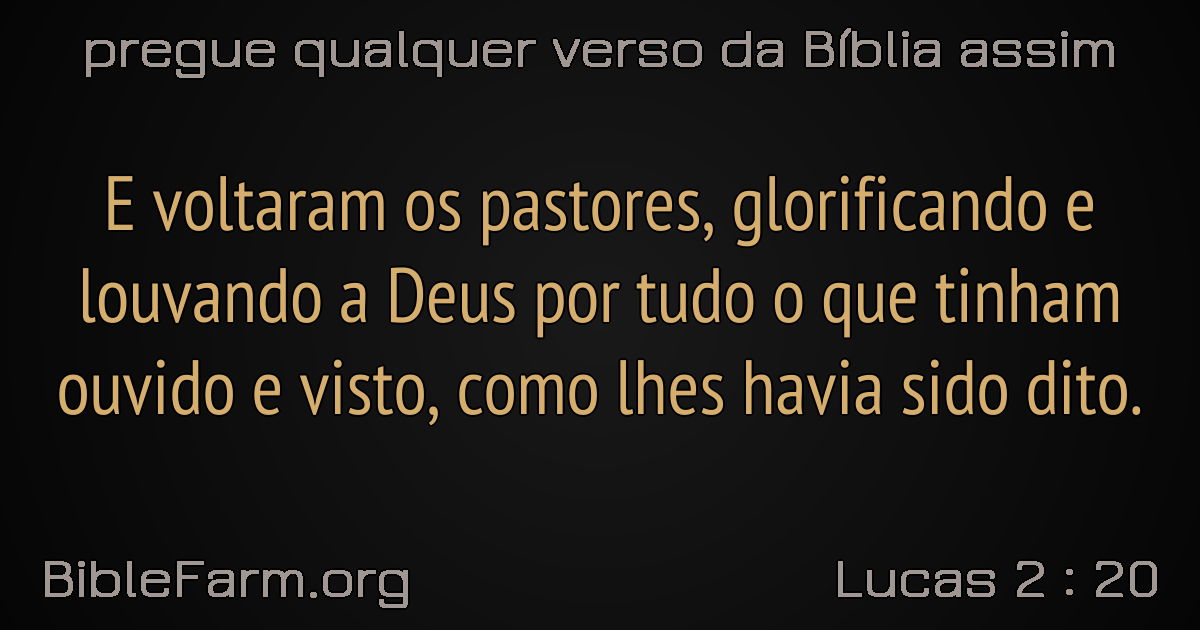 pregue qualquer verso da Bíblia assim
E voltaram os pastores, glorificando e
louvando a Deus por tudo o que tinham
ouvido e visto, como lhes havia sido dito.
BibleFarm.org
Lucas 2 : 20